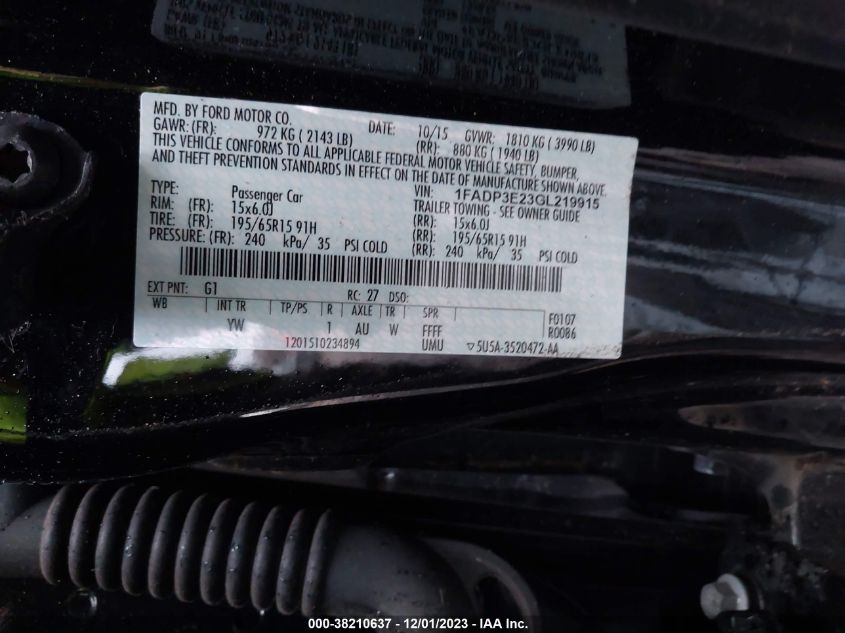 MFD. BY FORD MOTOR CO.
DATE: 10/15 GVWR: 1810 KG ( 3990 LB)
GAWR: (FR): 972 KG ( 2143 LB) (RR): 880 KG ( 1940 LB)
THIS VEHICLE CONFORMS TO ALL APPLICABLE FEDERAL MOTOR VEHICLE SAFETY, BUMPER,
AND THEFT PREVENTION STANDARDS IN EFFECT ON THE DATE OF MANUFACTURE SHOWN ABOVE.
VIN: 1FADP3E23GL219915
TYPE: Passenger Car TRAILER TOWING - SEE OWNER GUIDE
RIM: (FR): 15x6.0J (RR): 15x6.0J
TIRE: (FR): 195/65R15 91H (RR): 195/65R15 91H
PRESSURE: (FR): 240 kPa/ 35 PSI COLD (RR): 240 kPa/ 35 PSI COLD
EXT PNT: G1 RC: 27 DSO: F0107
WB INT TR TP/PS R AXLE TR SPR R0086
YW 1 AU W FFFF
1201510234894 UMU ▽5U5A-3520472-AA
000-38210637 - 12/01/2023 - IAA Inc.